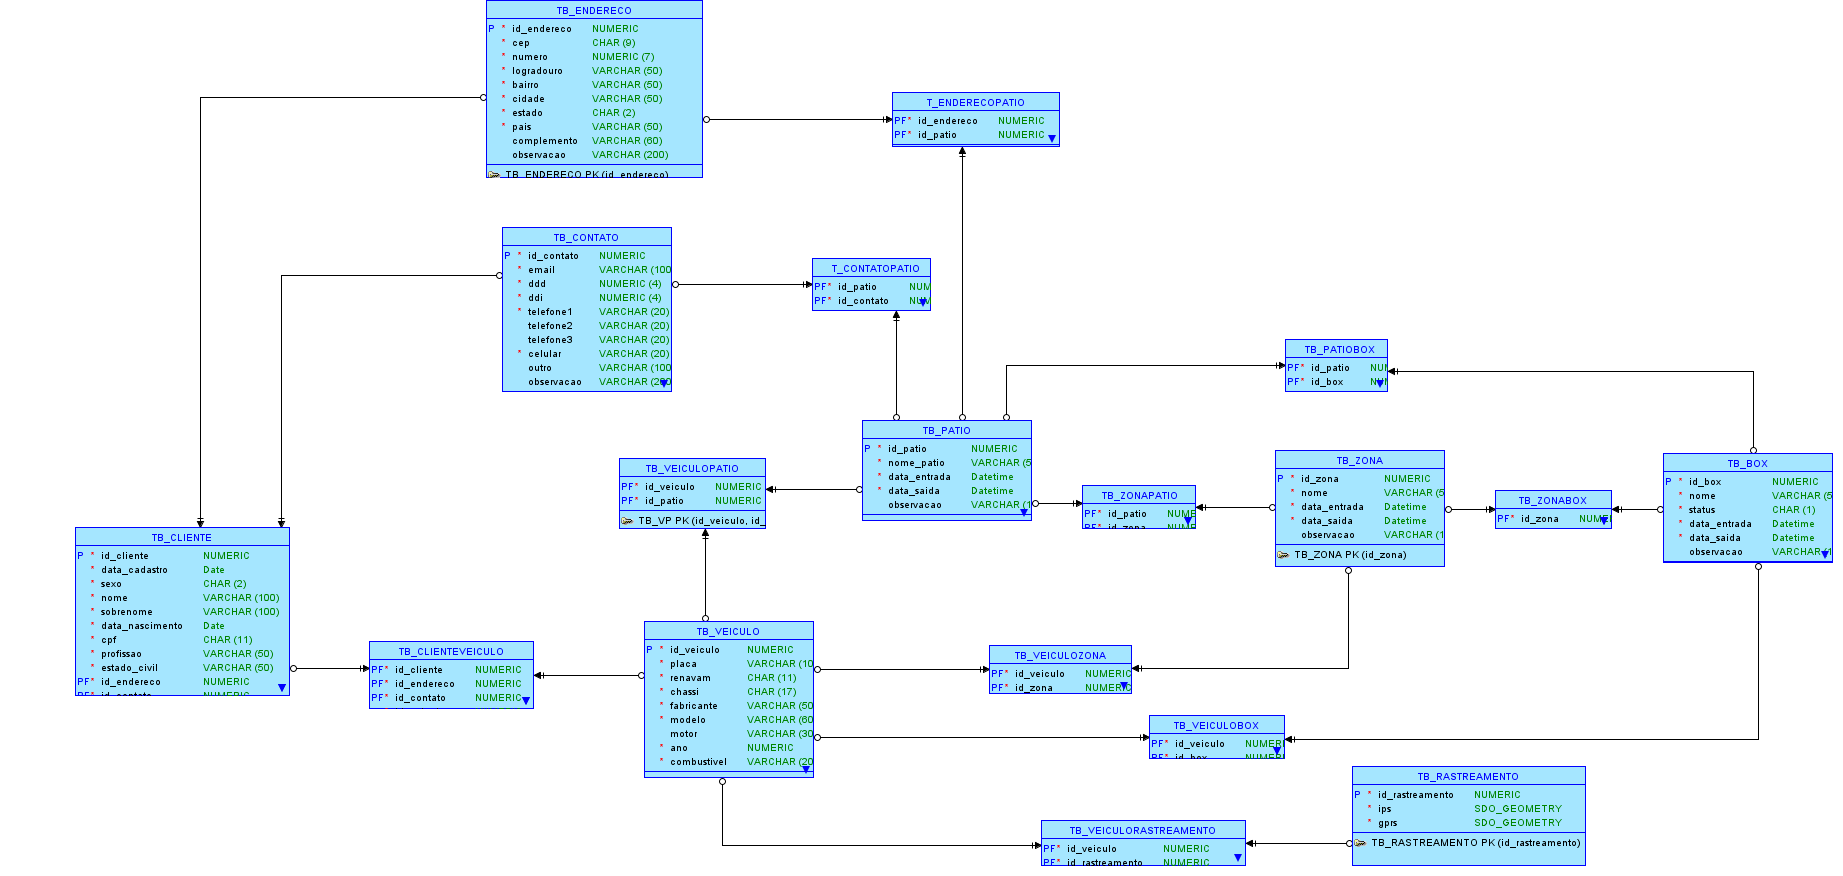 TB_ENDERECO
P * id_endereco NUMERIC
* cep CHAR (9)
* numero NUMERIC (7)
* logradouro VARCHAR (50)
* bairro VARCHAR (50)
* cidade VARCHAR (50)
* estado CHAR (2)
* pais VARCHAR (50)
complemento VARCHAR (60)
observacao VARCHAR (200)
TB_ENDERECO PK (id_endereco)
T_ENDERECOPATIO
PF* id_endereco NUMERIC
PF* id_patio NUMERIC
TB_CONTATO
P * id_contato NUMERIC
* email VARCHAR (100
* ddd NUMERIC (4)
* ddi NUMERIC (4)
* telefone1 VARCHAR (20)
telefone2 VARCHAR (20)
telefone3 VARCHAR (20)
* celular VARCHAR (20)
outro VARCHAR (100
observacao VARCHAR (200
T_CONTATOPATIO
PF* id_patio NUM
PF* id_contato NUM
TB_PATIOBOX
PF* id_patio NUM
PF* id_box NUM
TB_PATIO
P * id_patio NUMERIC
* nome_patio VARCHAR (5
* data_entrada Datetime
* data_saida Datetime
observacao VARCHAR (1
TB_VEICULOPATIO
PF* id_veiculo NUMERIC
PF* id_patio NUMERIC
TB_VP PK (id_veiculo, id_
TB_ZONAPATIO
PF* id_patio NUME
PF* id_zona NUME
TB_ZONA
P * id_zona NUMERIC
* nome VARCHAR (5
* data_entrada Datetime
* data_saida Datetime
observacao VARCHAR (1
TB_ZONA PK (id_zona)
TB_ZONABOX
PF* id_zona NUME
TB_BOX
P * id_box NUMERIC
* nome VARCHAR (5
* status CHAR (1)
* data_entrada Datetime
* data_saida Datetime
observacao VARCHAR (1
TB_CLIENTE
P * id_cliente NUMERIC
* data_cadastro Date
* sexo CHAR (2)
* nome VARCHAR (100)
* sobrenome VARCHAR (100)
* data_nascimento Date
* cpf CHAR (11)
* profissao VARCHAR (50)
* estado_civil VARCHAR (50)
PF* id_endereco NUMERIC
PF* id_contato NUMERIC
TB_CLIENTEVEICULO
PF* id_cliente NUMERIC
PF* id_endereco NUMERIC
PF* id_contato NUMERIC
TB_VEICULO
P * id_veiculo NUMERIC
* placa VARCHAR (10
* renavam CHAR (11)
* chassi CHAR (17)
* fabricante VARCHAR (50
* modelo VARCHAR (60
motor VARCHAR (30
* ano NUMERIC
* combustivel VARCHAR (20
TB_VEICULOZONA
PF* id_veiculo NUMERIC
PF* id_zona NUMERIC
TB_VEICULOBOX
PF* id_veiculo NUMERI
PF* id_box NUMERI
TB_RASTREAMENTO
P * id_rastreamento NUMERIC
* ips SDO_GEOMETRY
* gprs SDO_GEOMETRY
TB_RASTREAMENTO PK (id_rastreamento)
TB_VEICULORASTREAMENTO
PF* id_veiculo NUMERIC
PF* id_rastreamento NUMERIC